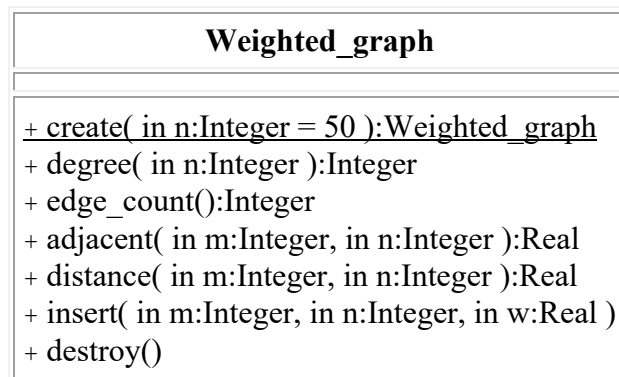 Weighted_graph
+ create( in n:Integer = 50 ):Weighted_graph
+ degree( in n:Integer ):Integer
+ edge_count():Integer
+ adjacent( in m:Integer, in n:Integer ):Real
+ distance( in m:Integer, in n:Integer ):Real
+ insert( in m:Integer, in n:Integer, in w:Real )
+ destroy()